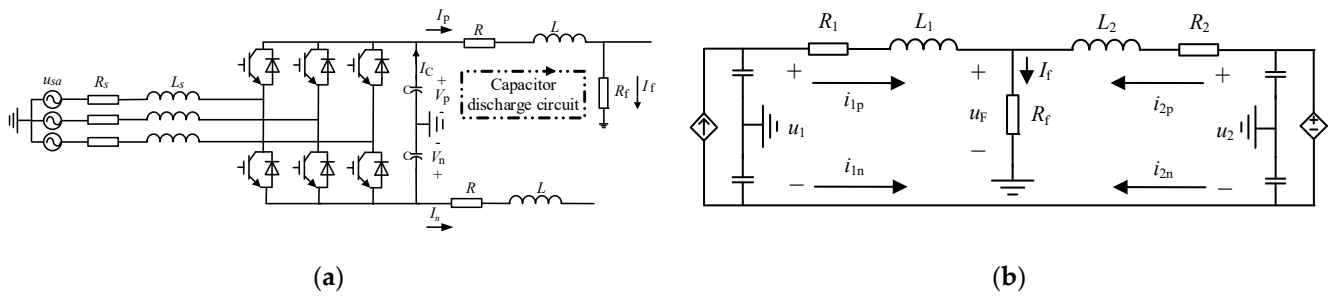 I_p
R
L
u_sa
R_s
L_s
I_C
+
C
V_p
-
Capacitor
discharge circuit
R_f
I_f
-
C
V_n
+
R
L
I_n
(a)
R_1
L_1
L_2
R_2
+
+
I_f
+
i_1p
i_2p
u_1
u_F
R_f
u_2
+
−
−
i_1n
i_2n
−
−
(b)